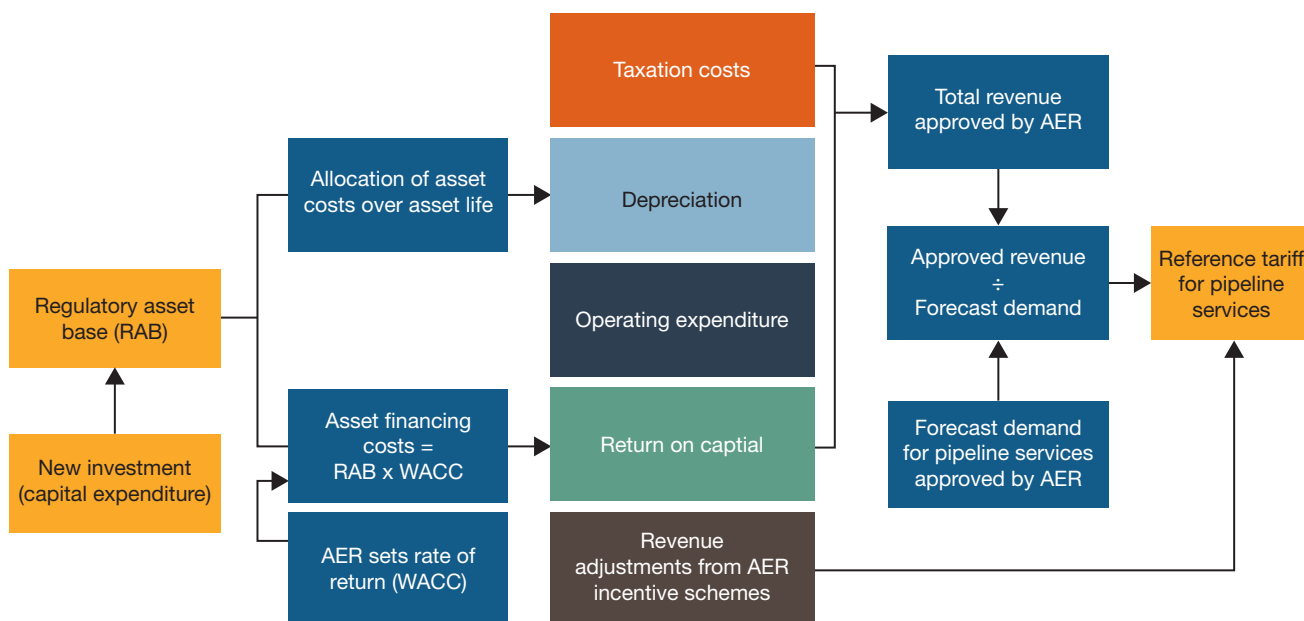 Taxation costs
Total revenue
approved by AER
Allocation of asset
costs over asset life
Depreciation
Regulatory asset
base (RAB)
Operating expenditure
Approved revenue
÷
Forecast demand
Reference tariff
for pipeline
services
New investment
(capital expenditure)
Asset financing
costs =
RAB x WACC
Return on captial
Forecast demand
for pipeline services
approved by AER
AER sets rate of
return (WACC)
Revenue
adjustments from AER
incentive schemes